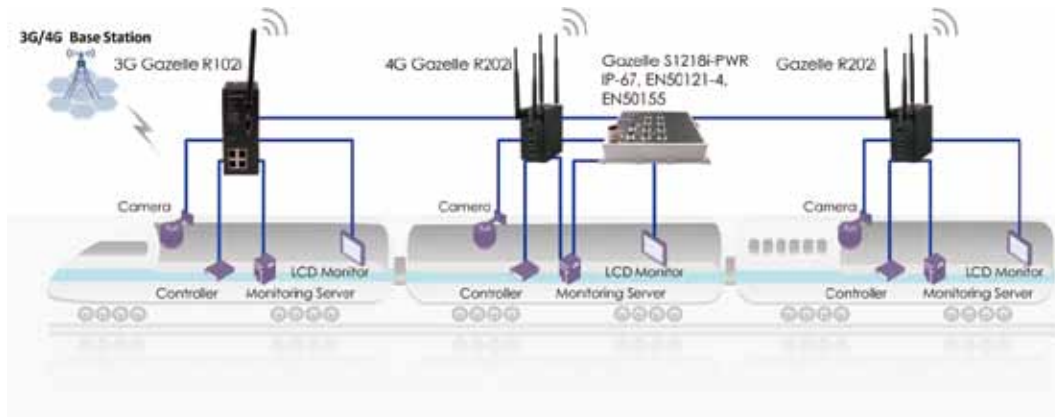 3G/4G Base Station
3G Gazelle R102i
4G Gazelle R202i
Gazelle S1218i-PWR
IP-67, EN50121-4,
EN50155
Gazelle R202i
Camera
Camera
Camera
LCD Monitor
LCD Monitor
LCD Monitor
Controller
Monitoring Server
Controller
Monitoring Server
Controller
Monitoring Server